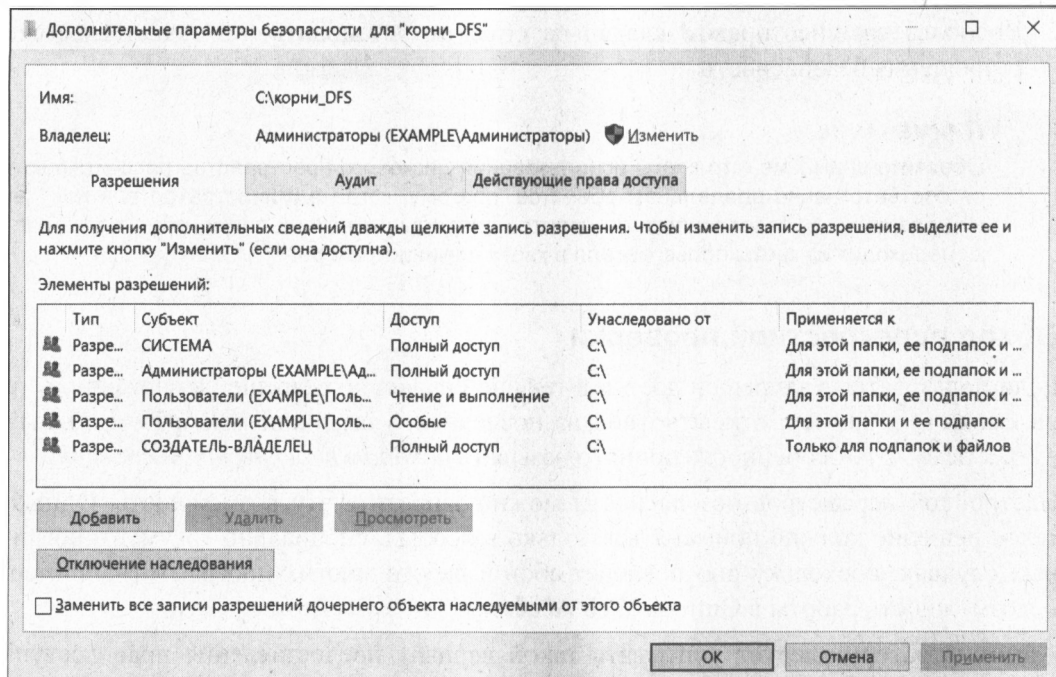 Дополнительные параметры безопасности для "корни_DFS"
Имя: C:\корни_DFS
Владелец: Администраторы (EXAMPLE\Администраторы) Изменить
Разрешения Аудит Действующие права доступа
Для получения дополнительных сведений дважды щелкните запись разрешения. Чтобы изменить запись разрешения, выделите ее и
нажмите кнопку "Изменить" (если она доступна).
Элементы разрешений:
Тип Субъект Доступ Унаследовано от Применяется к
Разре... СИСТЕМА Полный доступ C:\ Для этой папки, ее подпапок и ...
Разре... Администраторы (EXAMPLE\Ад... Полный доступ C:\ Для этой папки, ее подпапок и ...
Разре... Пользователи (EXAMPLE\Поль... Чтение и выполнение C:\ Для этой папки, ее подпапок и ...
Разре... Пользователи (EXAMPLE\Поль... Особые C:\ Для этой папки и ее подпапок
Разре... СОЗДАТЕЛЬ-ВЛАДЕЛЕЦ Полный доступ C:\ Только для подпапок и файлов
Добавить Удалить Просмотреть
Отключение наследования
Заменить все записи разрешений дочернего объекта наследуемыми от этого объекта
ОК Отмена Применить